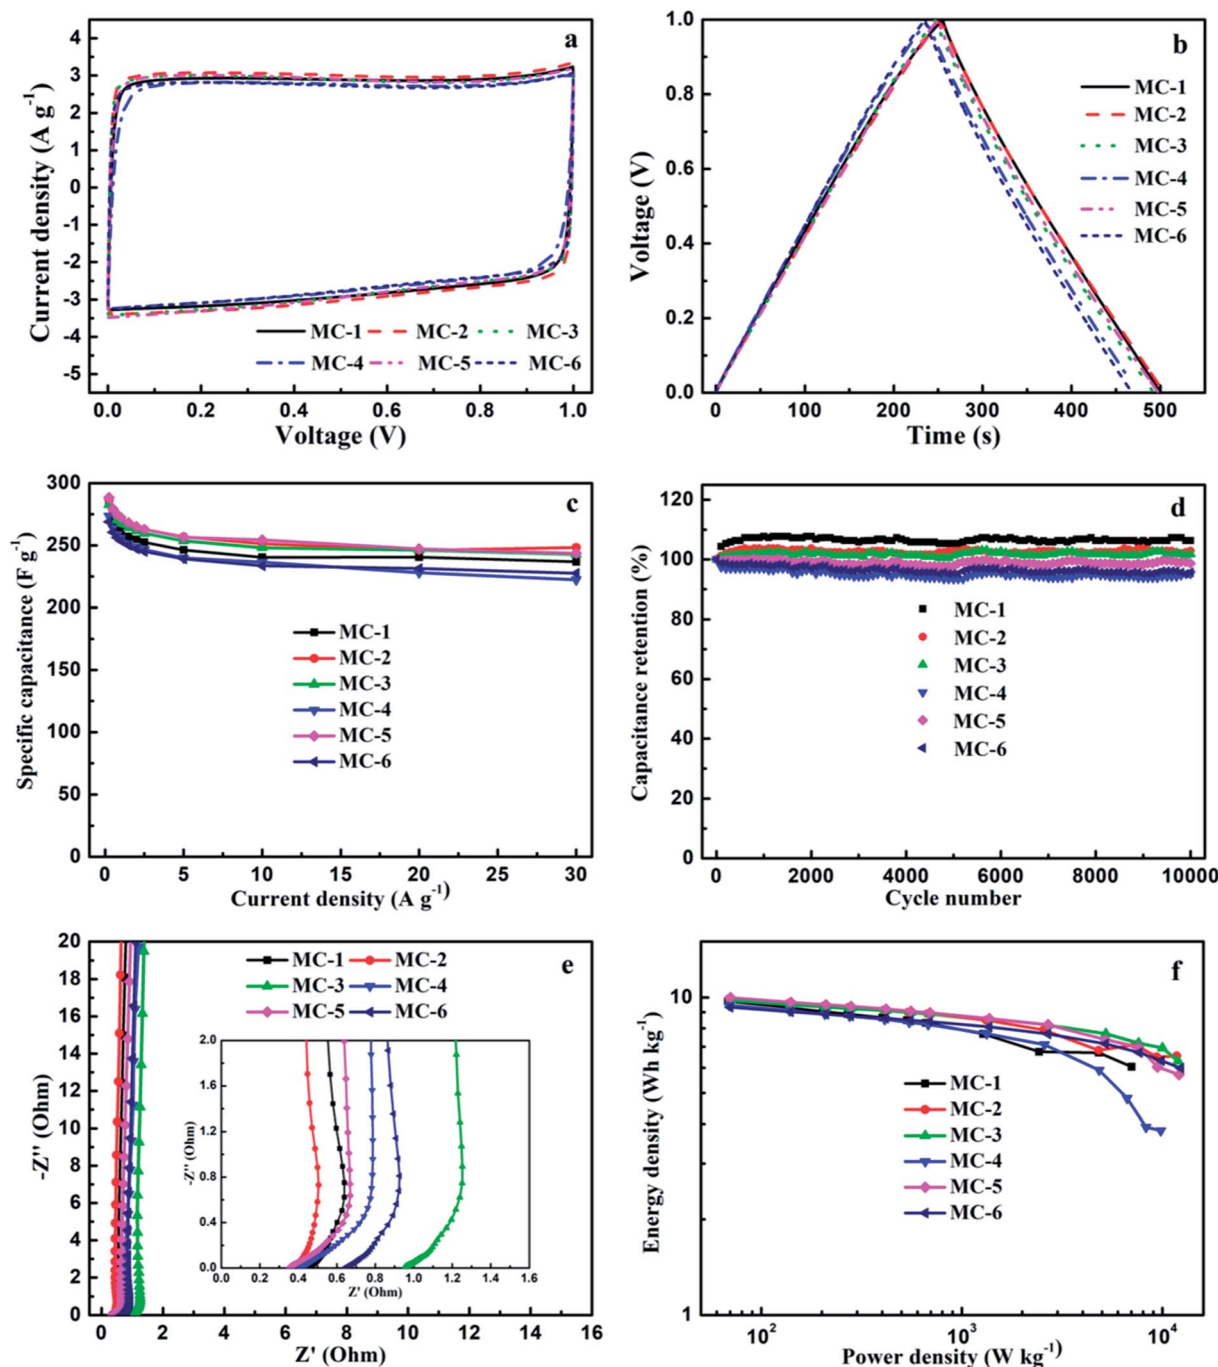 a
4
3
2
1
0
-1
-2
-3
-4
-5
Current density (A g⁻¹)
MC-1 MC-2 MC-3
MC-4 MC-5 MC-6
0.0 0.2 0.4 0.6 0.8 1.0
Voltage (V)
b
1.0
0.8
0.6
0.4
0.2
0.0
Voltage (V)
MC-1
MC-2
MC-3
MC-4
MC-5
MC-6
0 100 200 300 400 500
Time (s)
c
300
250
200
150
100
50
0
Specific capacitance (F g⁻¹)
MC-1
MC-2
MC-3
MC-4
MC-5
MC-6
0 5 10 15 20 25 30
Current density (A g⁻¹)
d
120
100
80
60
40
20
0
Capacitance retention (%)
MC-1
MC-2
MC-3
MC-4
MC-5
MC-6
0 2000 4000 6000 8000 10000
Cycle number
e
20
18
16
14
12
10
8
6
4
2
0
-Z'' (Ohm)
MC-1 MC-2
MC-3 MC-4
MC-5 MC-6
2.0
1.6
1.2
0.8
0.4
0.0
-Z'' (Ohm)
0.0 0.2 0.4 0.6 0.8 1.0 1.2 1.4 1.6
Z' (Ohm)
0 2 4 6 8 10 12 14 16
Z' (Ohm)
f
10
1
Energy density (Wh kg⁻¹)
MC-1
MC-2
MC-3
MC-4
MC-5
MC-6
10² 10³ 10⁴
Power density (W kg⁻¹)